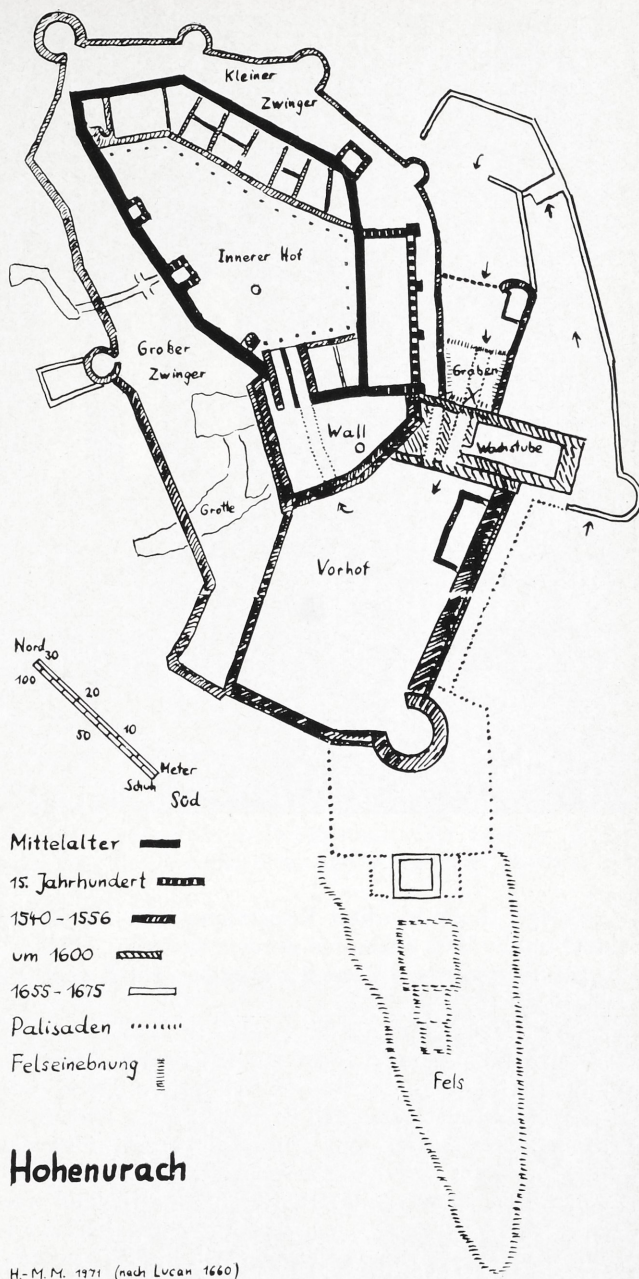 Kleiner
Zwinger
Innerer Hof
Großer
Zwinger
Graben
Wall
Wachstube
Grotte
Vorhof
Nord
30
100
20
50
10
Meter
Schuh
Süd
Mittelalter
15. Jahrhundert
1540-1556
um 1600
1655-1675
Palisaden
Felseinebnung
Fels
Hohenurach
H.-M.M. 1971 (nach Lucan 1660)